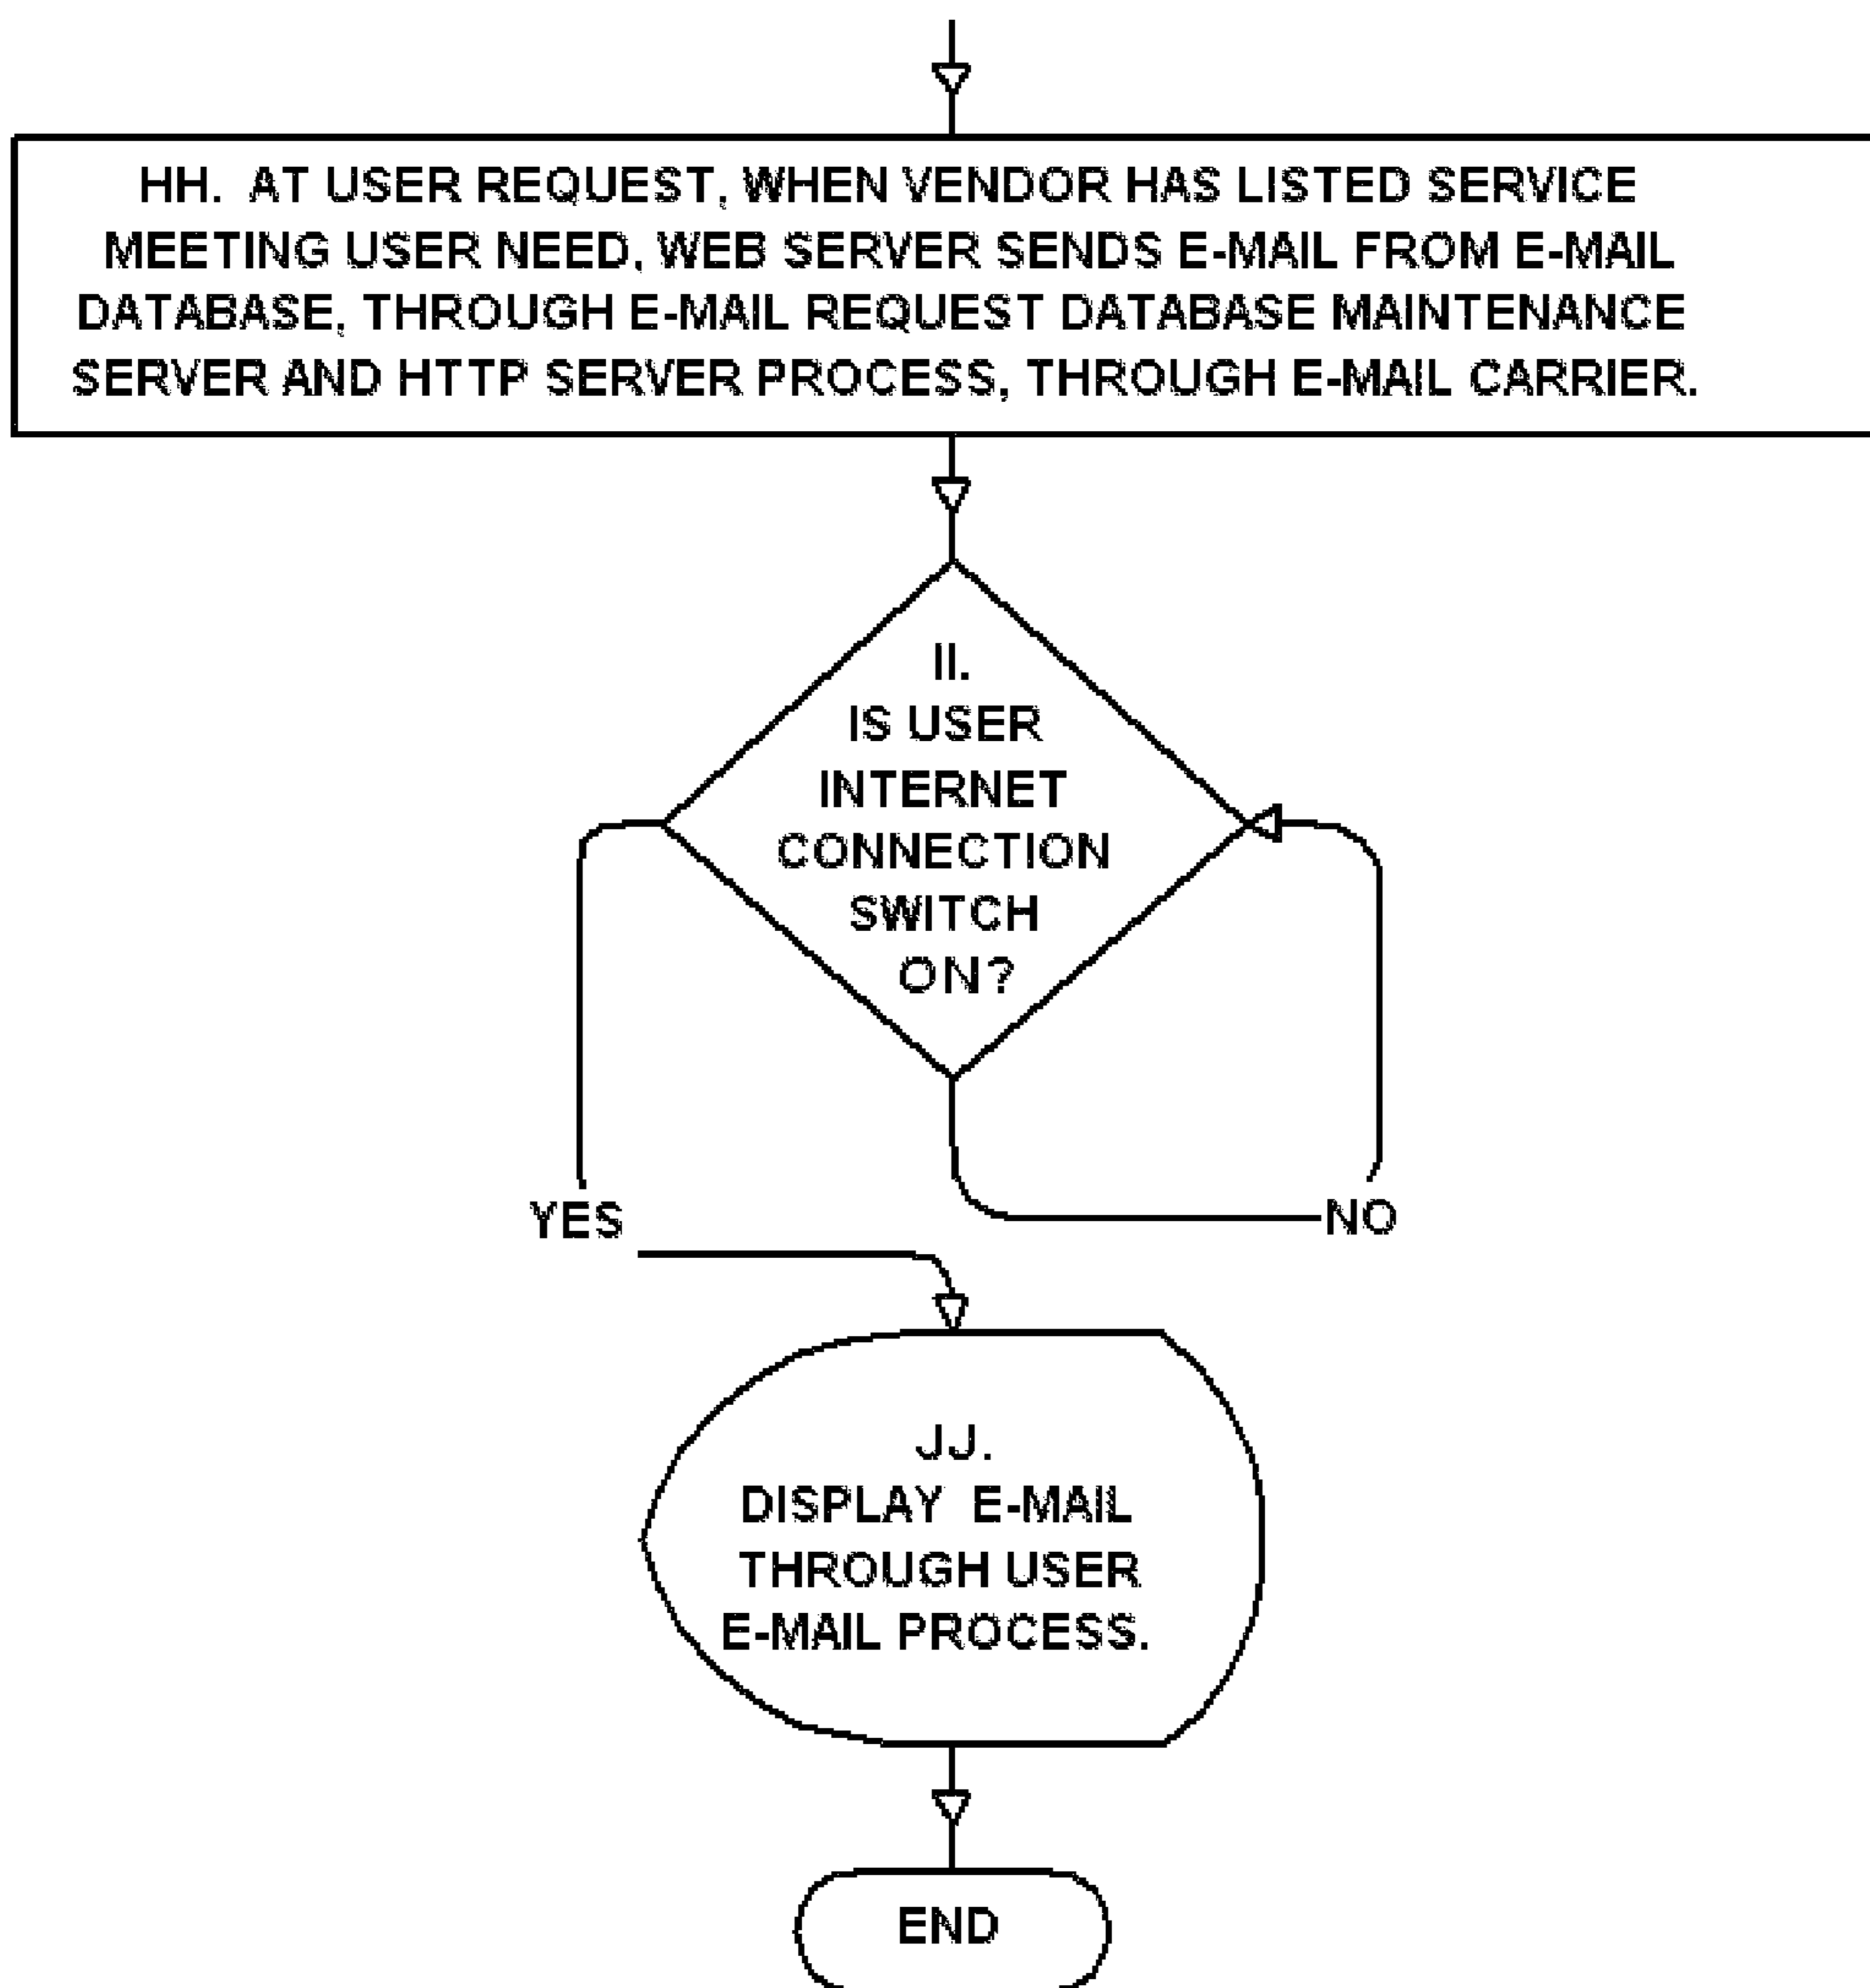 HH. AT USER REQUEST, WHEN VENDOR HAS LISTED SERVICE
MEETING USER NEED, WEB SERVER SENDS E-MAIL FROM E-MAIL
DATABASE, THROUGH E-MAIL REQUEST DATABASE MAINTENANCE
SERVER AND HTTP SERVER PROCESS, THROUGH E-MAIL CARRIER.
II.
IS USER
INTERNET
CONNECTION
SWITCH
ON?
YES
NO
JJ.
DISPLAY E-MAIL
THROUGH USER
E-MAIL PROCESS.
END